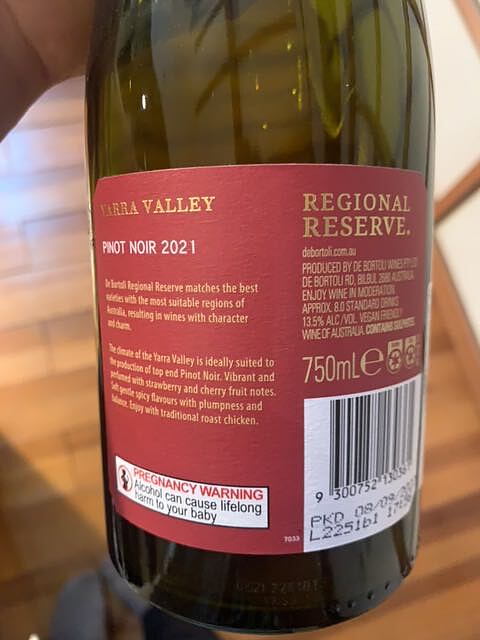 YARRA VALLEY
PINOT NOIR 2021
De Bortoli Regional Reserve matches the best
varieties with the most suitable regions of
Australia, resulting in wines with character
and charm.
The climate of the Yarra Valley is ideally suited to
the production of top end Pinot Noir. Vibrant and
perfumed with strawberry and cherry fruit notes.
Soft gentle spicy flavours with plumpness and
balance. Enjoy with traditional roast chicken.
PREGNANCY WARNING
Alcohol can cause lifelong
harm to your baby
7033
REGIONAL
RESERVE.
debortoli.com.au
PRODUCED BY DE BORTOLI WINES PTY LTD
DE BORTOLI RD, BILBUL 2680 AUSTRALIA
ENJOY WINE IN MODERATION.
APPROX. 8.0 STANDARD DRINKS
13.5% ALC /VOL. VEGAN FRIENDLY
WINE OF AUSTRALIA. CONTAINS SULPHITES.
750mL e
9 300752
PKD 08/09/
L2251b1